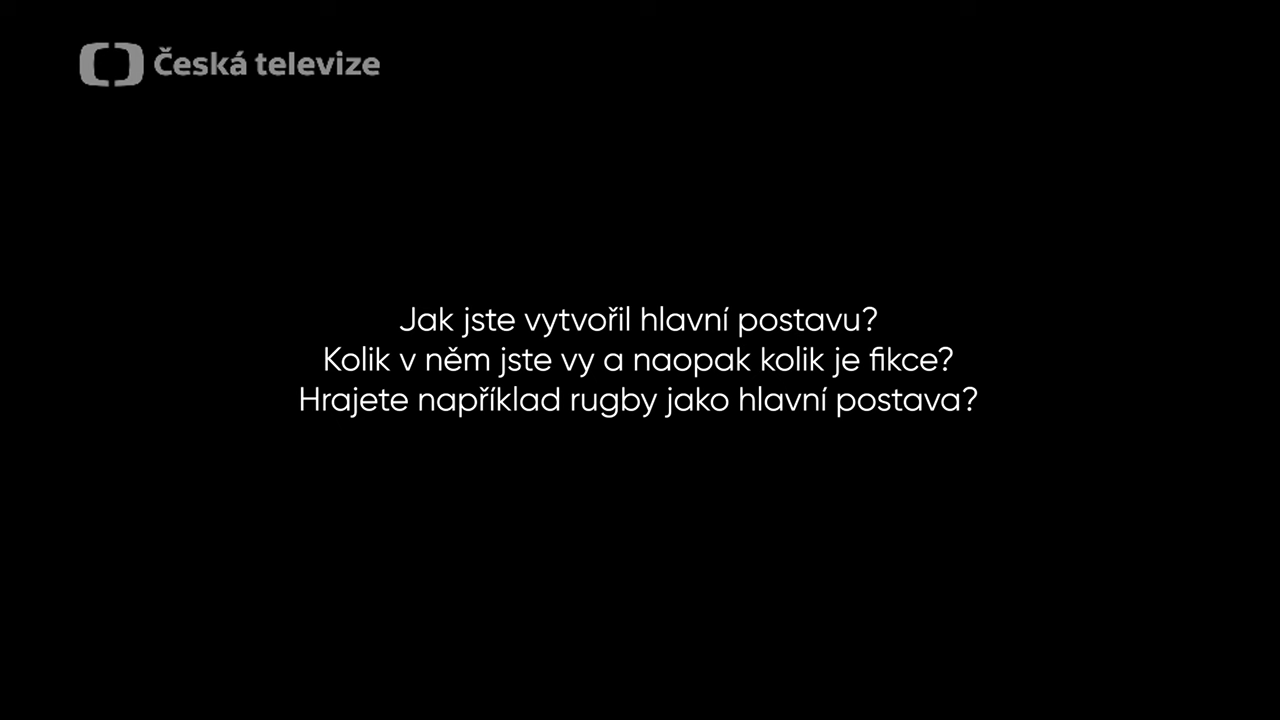 Česká televize
Jak jste vytvořil hlavní postavu?
Kolik v něm jste vy a naopak kolik je fikce?
Hrajete například rugby jako hlavní postava?